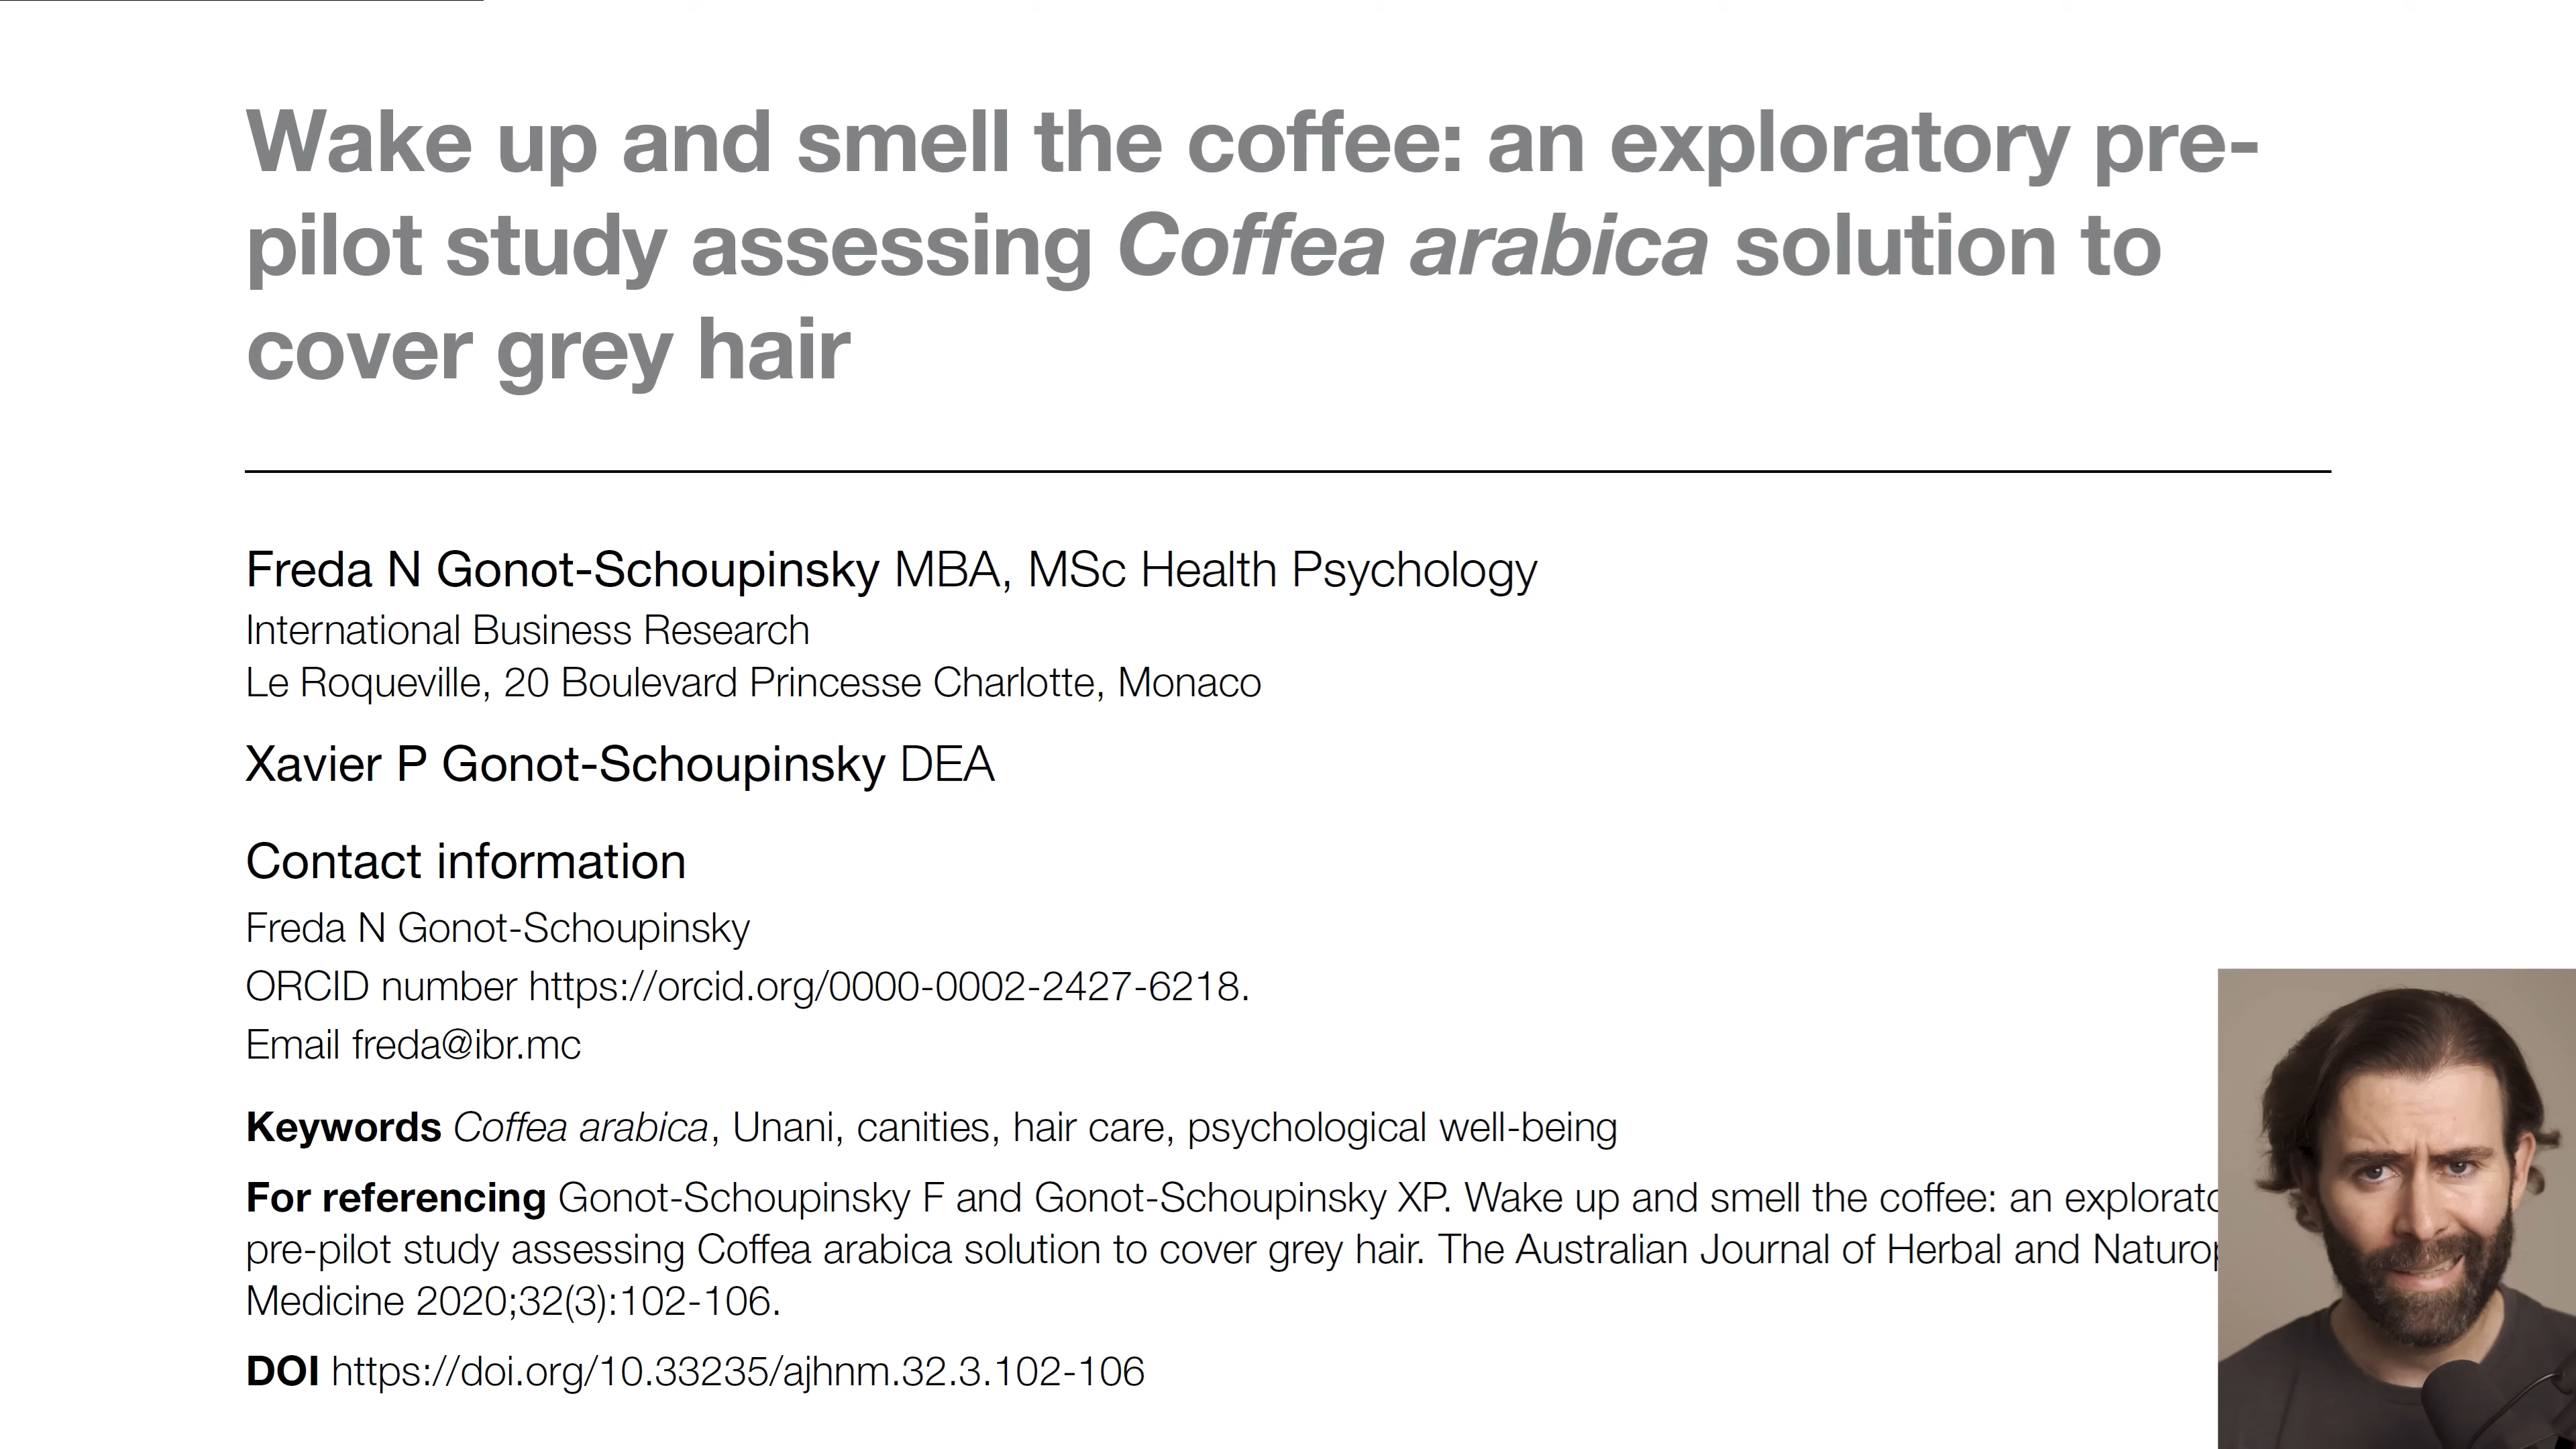 Wake up and smell the coffee: an exploratory pre-
pilot study assessing Coffea arabica solution to
cover grey hair
Freda N Gonot-Schoupinsky MBA, MSc Health Psychology
International Business Research
Le Roqueville, 20 Boulevard Princesse Charlotte, Monaco
Xavier P Gonot-Schoupinsky DEA
Contact information
Freda N Gonot-Schoupinsky
ORCID number https://orcid.org/0000-0002-2427-6218.
Email freda@ibr.mc
Keywords Coffea arabica, Unani, canities, hair care, psychological well-being
For referencing Gonot-Schoupinsky F and Gonot-Schoupinsky XP. Wake up and smell the coffee: an
pre-pilot study assessing Coffea arabica solution to cover grey hair. The Australian Journal of Herbal and
Medicine 2020;32(3):102-106.
DOI https://doi.org/10.33235/ajhnm.32.3.102-106